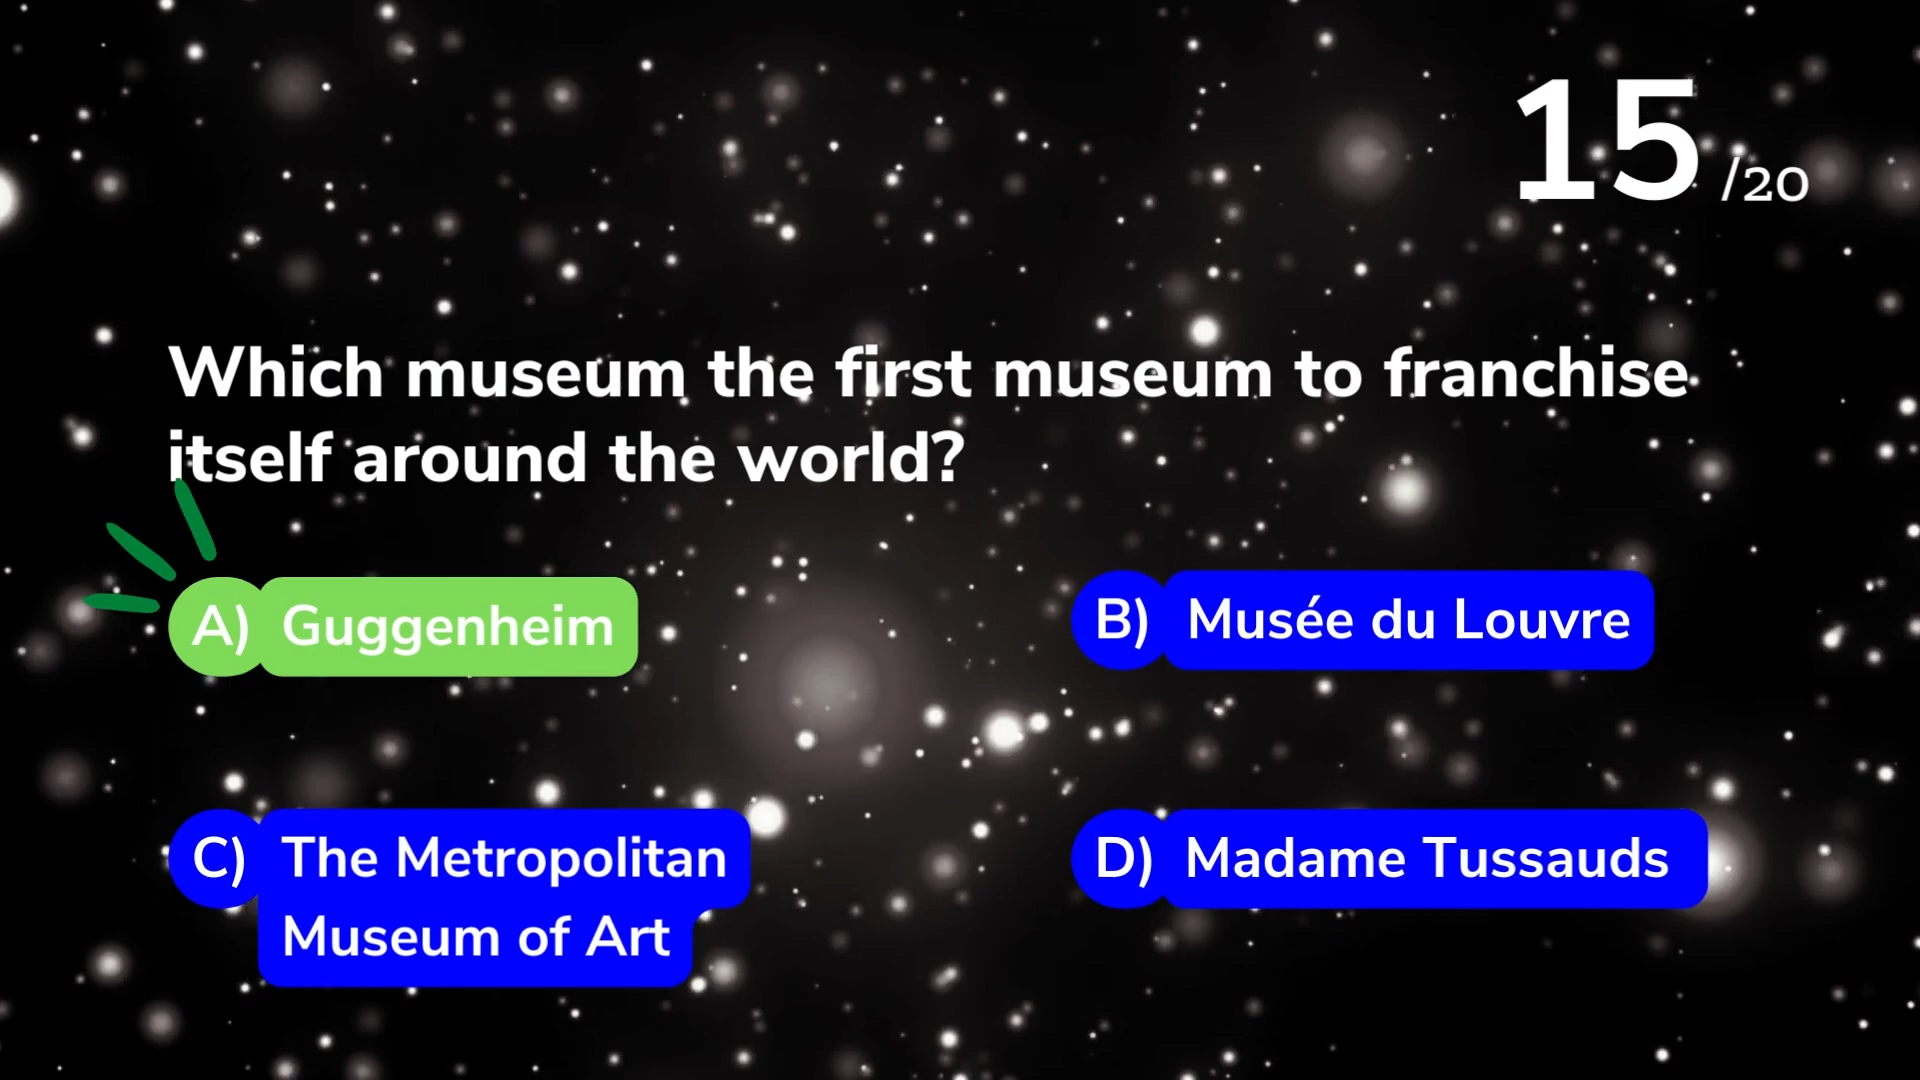 15 /20
Which museum the first museum to franchise
itself around the world?
A) Guggenheim
B) Musée du Louvre
C) The Metropolitan
Museum of Art
D) Madame Tussauds